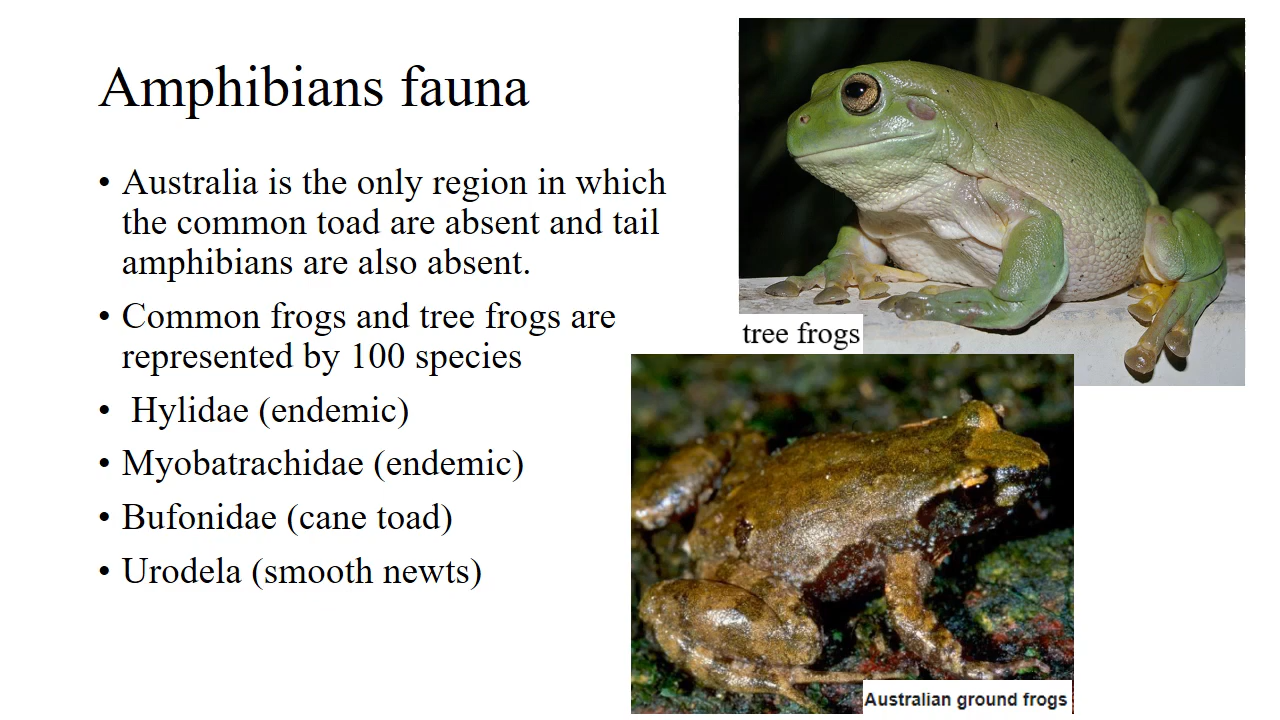 Amphibians fauna
• Australia is the only region in which
the common toad are absent and tail
amphibians are also absent.
• Common frogs and tree frogs are
represented by 100 species
• Hylidae (endemic)
• Myobatrachidae (endemic)
• Bufonidae (cane toad)
• Urodela (smooth newts)
tree frogs
Australian ground frogs